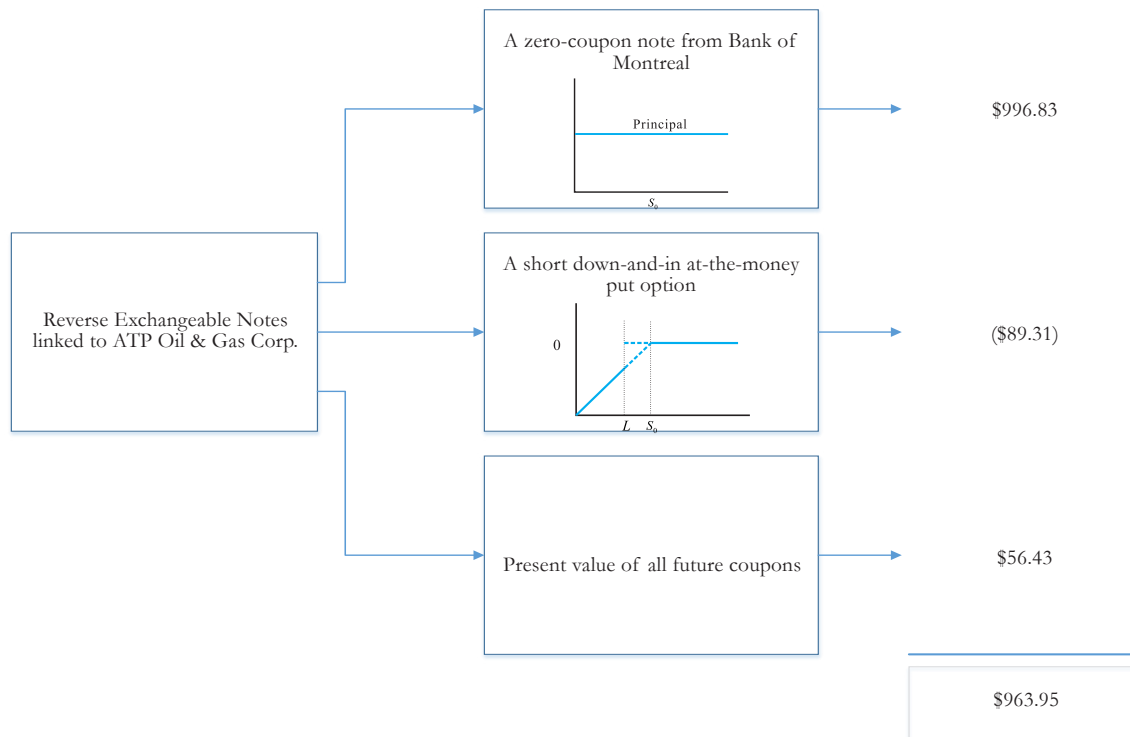 A zero-coupon note from Bank of
Montreal
Principal
S₀
$996.83
Reverse Exchangeable Notes
linked to ATP Oil & Gas Corp.
A short down-and-in at-the-money
put option
0
L S₀
($89.31)
Present value of all future coupons
$56.43
$963.95